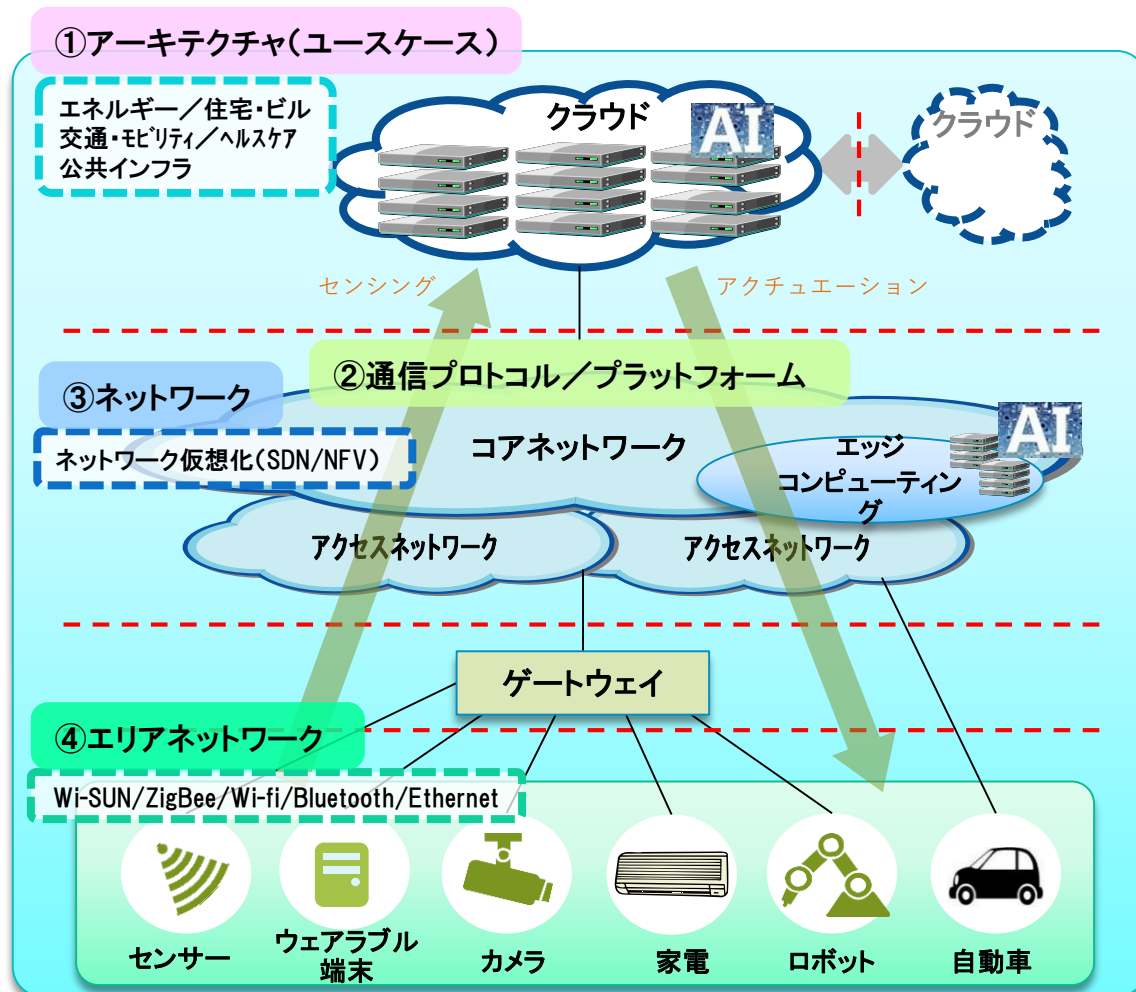 ①アーキテクチャ(ユースケース)
エネルギー／住宅・ビル
交通・モビリティ／ヘルスケア
公共インフラ
クラウド
AI
クラウド
センシング
アクチュエーション
②通信プロトコル／プラットフォーム
③ネットワーク
ネットワーク仮想化(SDN/NFV)
コアネットワーク
AI
エッジ
コンピューティン
グ
アクセスネットワーク
アクセスネットワーク
ゲートウェイ
④エリアネットワーク
Wi-SUN/ZigBee/Wi-fi/Bluetooth/Ethernet
センサー
ウェアラブル
端末
カメラ
家電
ロボット
自動車